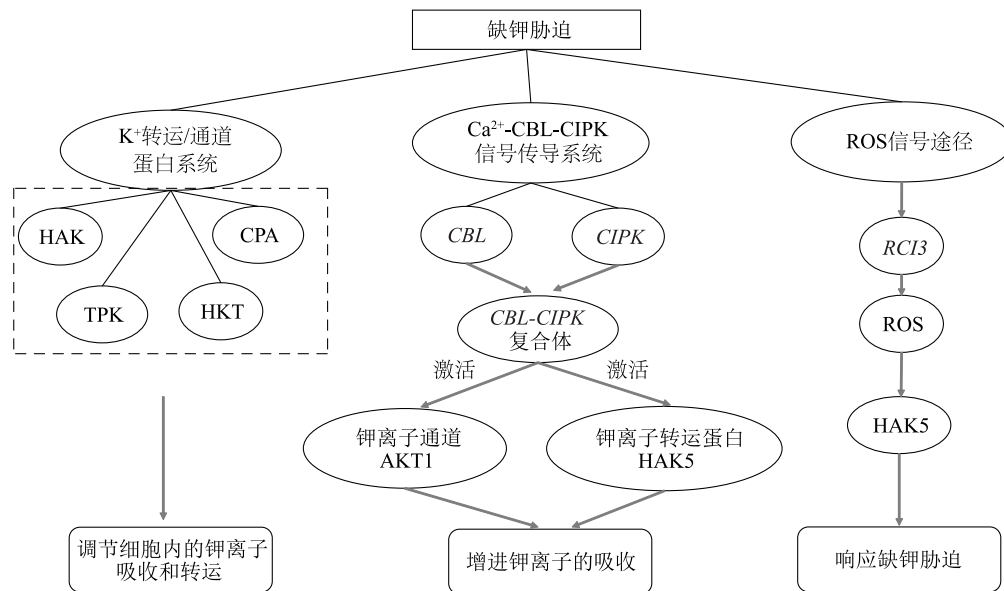 缺钾胁迫
K⁺转运/通道
蛋白系统
Ca²⁺-CBL-CIPK
信号传导系统
ROS信号途径
HAK
CPA
TPK
HKT
CBL
CIPK
RCI3
CBL-CIPK
复合体
ROS
激活
激活
钾离子通道
AKT1
钾离子转运蛋白
HAK5
HAK5
调节细胞内的钾离子
吸收和转运
增进钾离子的吸收
响应缺钾胁迫